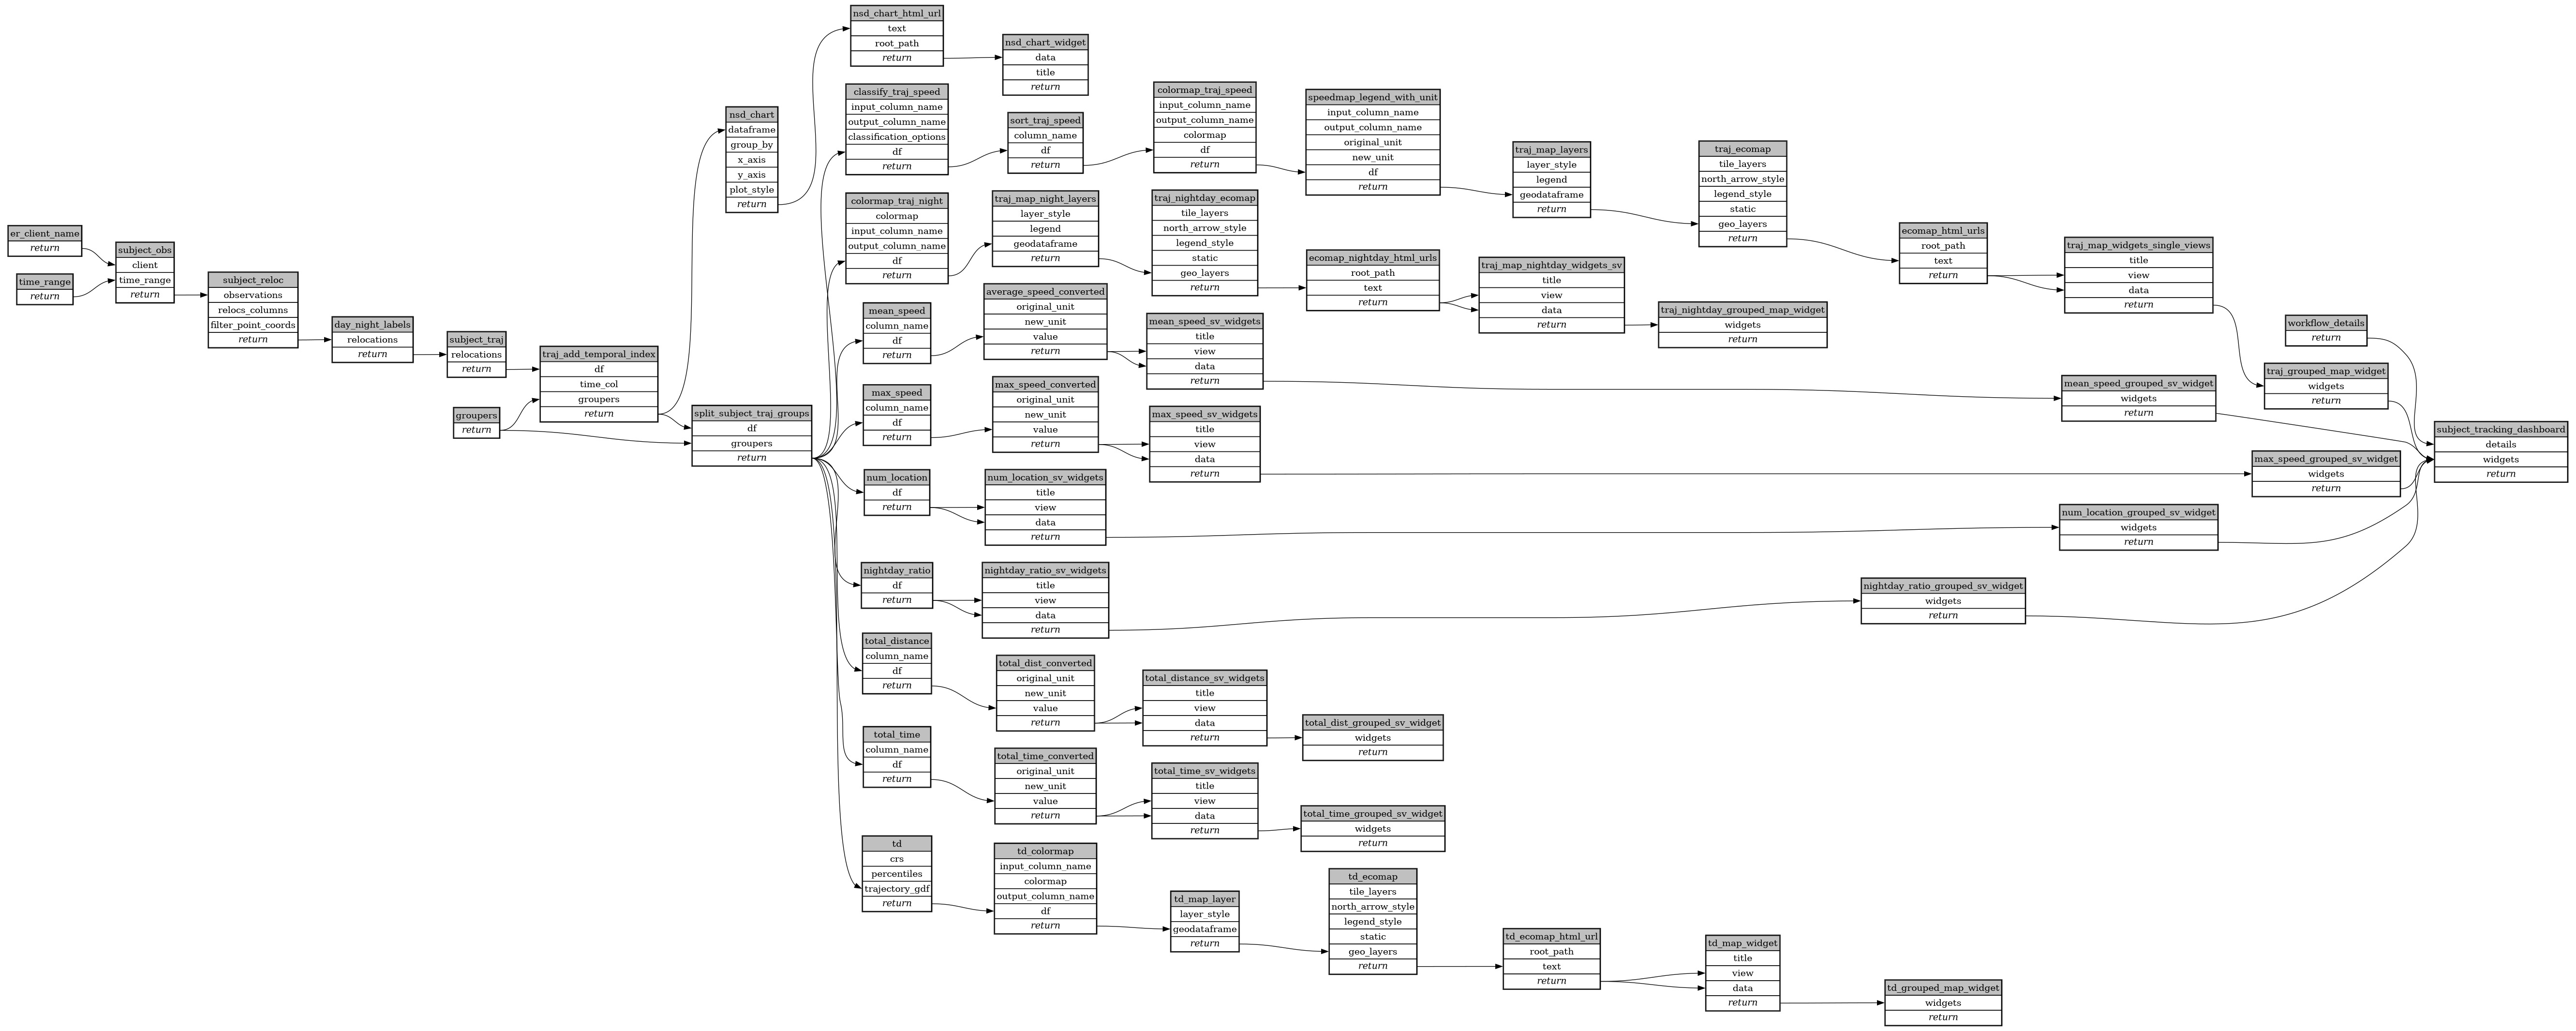 er_client_name
return
time_range
return
subject_obs
client
time_range
return
subject_reloc
observations
relocs_columns
filter_point_coords
return
day_night_labels
relocations
return
subject_traj
relocations
return
groupers
return
traj_add_temporal_index
df
time_col
groupers
return
split_subject_traj_groups
df
groupers
return
nsd_chart
dataframe
group_by
x_axis
y_axis
plot_style
return
nsd_chart_html_url
text
root_path
return
nsd_chart_widget
data
title
return
classify_traj_speed
input_column_name
output_column_name
classification_options
df
return
sort_traj_speed
column_name
df
return
colormap_traj_speed
input_column_name
output_column_name
colormap
df
return
speedmap_legend_with_unit
input_column_name
output_column_name
original_unit
new_unit
df
return
traj_map_layers
layer_style
legend
geodataframe
return
traj_ecomap
tile_layers
north_arrow_style
legend_style
static
geo_layers
return
ecomap_html_urls
root_path
text
return
traj_map_widgets_single_views
title
view
data
return
traj_grouped_map_widget
widgets
return
colormap_traj_night
colormap
input_column_name
output_column_name
df
return
traj_map_night_layers
layer_style
legend
geodataframe
return
traj_nightday_ecomap
tile_layers
north_arrow_style
legend_style
static
geo_layers
return
ecomap_nightday_html_urls
root_path
text
return
traj_map_nightday_widgets_sv
title
view
data
return
traj_nightday_grouped_map_widget
widgets
return
mean_speed
column_name
df
return
average_speed_converted
original_unit
new_unit
value
return
mean_speed_sv_widgets
title
view
data
return
mean_speed_grouped_sv_widget
widgets
return
max_speed
column_name
df
return
max_speed_converted
original_unit
new_unit
value
return
max_speed_sv_widgets
title
view
data
return
max_speed_grouped_sv_widget
widgets
return
num_location
df
return
num_location_sv_widgets
title
view
data
return
num_location_grouped_sv_widget
widgets
return
nightday_ratio
df
return
nightday_ratio_sv_widgets
title
view
data
return
nightday_ratio_grouped_sv_widget
widgets
return
total_distance
column_name
df
return
total_dist_converted
original_unit
new_unit
value
return
total_distance_sv_widgets
title
view
data
return
total_dist_grouped_sv_widget
widgets
return
total_time
column_name
df
return
total_time_converted
original_unit
new_unit
value
return
total_time_sv_widgets
title
view
data
return
total_time_grouped_sv_widget
widgets
return
td
crs
percentiles
trajectory_gdf
return
td_colormap
input_column_name
colormap
output_column_name
df
return
td_map_layer
layer_style
geodataframe
return
td_ecomap
tile_layers
north_arrow_style
legend_style
static
geo_layers
return
td_ecomap_html_url
root_path
text
return
td_map_widget
title
view
data
return
td_grouped_map_widget
widgets
return
workflow_details
return
subject_tracking_dashboard
details
widgets
return